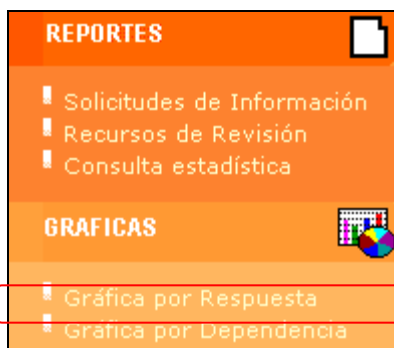 REPORTES
Solicitudes de Información
Recursos de Revisión
Consulta estadística
GRAFICAS
Gráfica por Respuesta
Gráfica por Dependencia